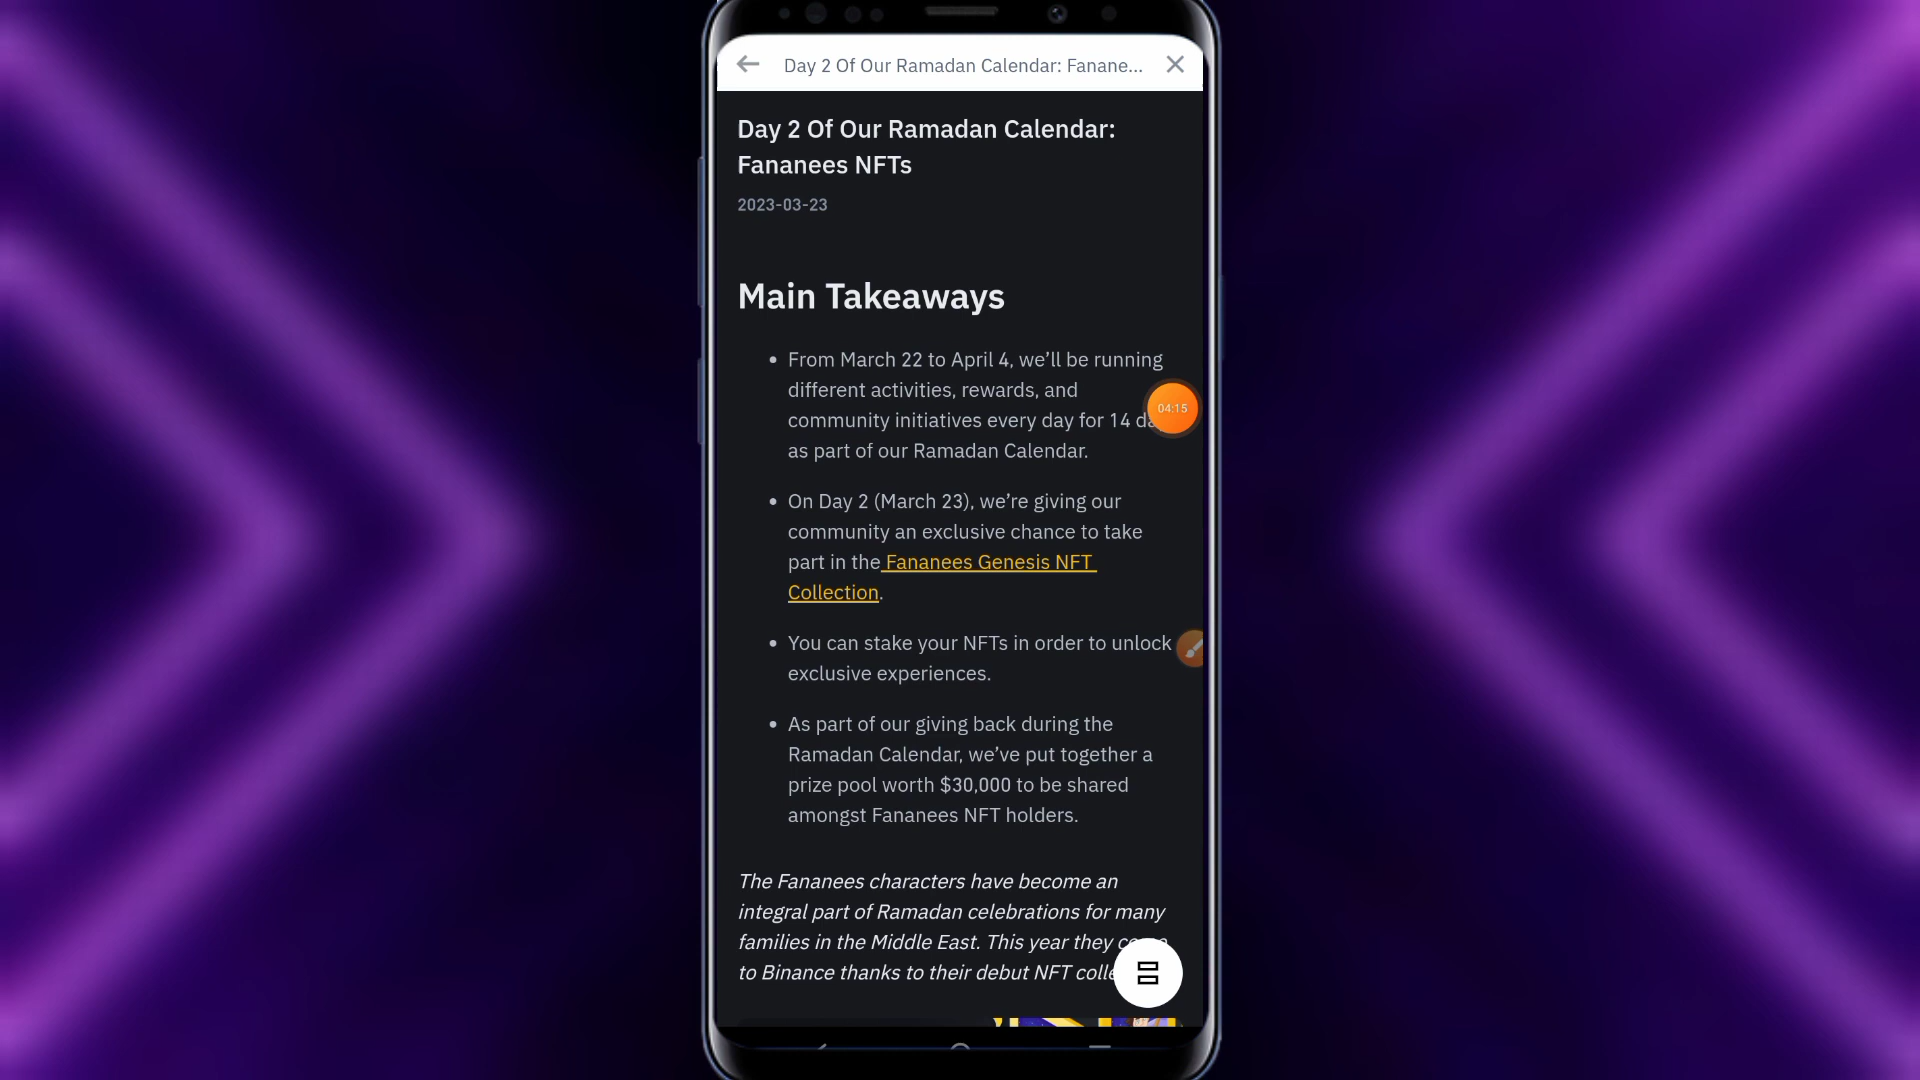 Day 2 Of Our Ramadan Calendar: Fanane...
Day 2 Of Our Ramadan Calendar:
Fananees NFTs
2023-03-23
Main Takeaways
• From March 22 to April 4, we’ll be running
different activities, rewards, and
04:15
community initiatives every day for 14
as part of our Ramadan Calendar.
• On Day 2 (March 23), we’re giving our
community an exclusive chance to take
part in the Fananees Genesis NFT
Collection.
• You can stake your NFTs in order to unlock
exclusive experiences.
• As part of our giving back during the
Ramadan Calendar, we’ve put together a
prize pool worth $30,000 to be shared
amongst Fananees NFT holders.
The Fananees characters have become an
integral part of Ramadan celebrations for many
families in the Middle East. This year they
to Binance thanks to their debut NFT